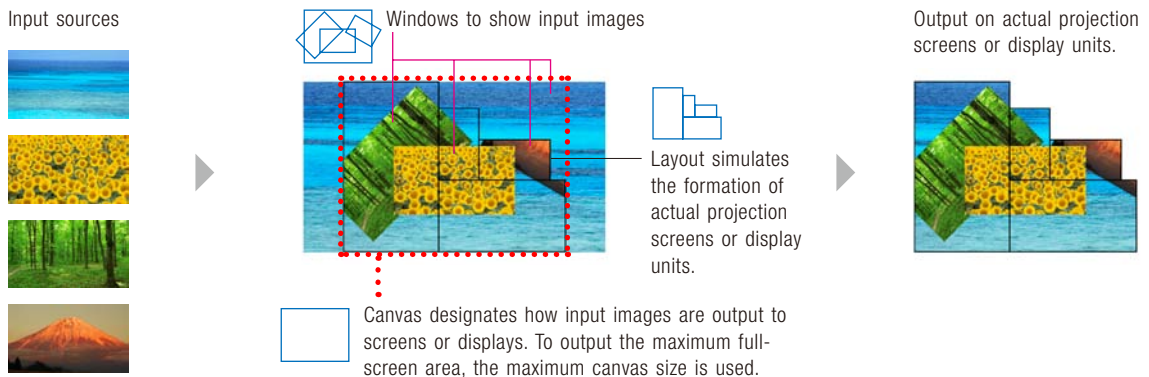 Input sources
Windows to show input images
Output on actual projection
screens or display units.
Layout simulates
the formation of
actual projection
screens or display
units.
Canvas designates how input images are output to
screens or displays. To output the maximum full-
screen area, the maximum canvas size is used.